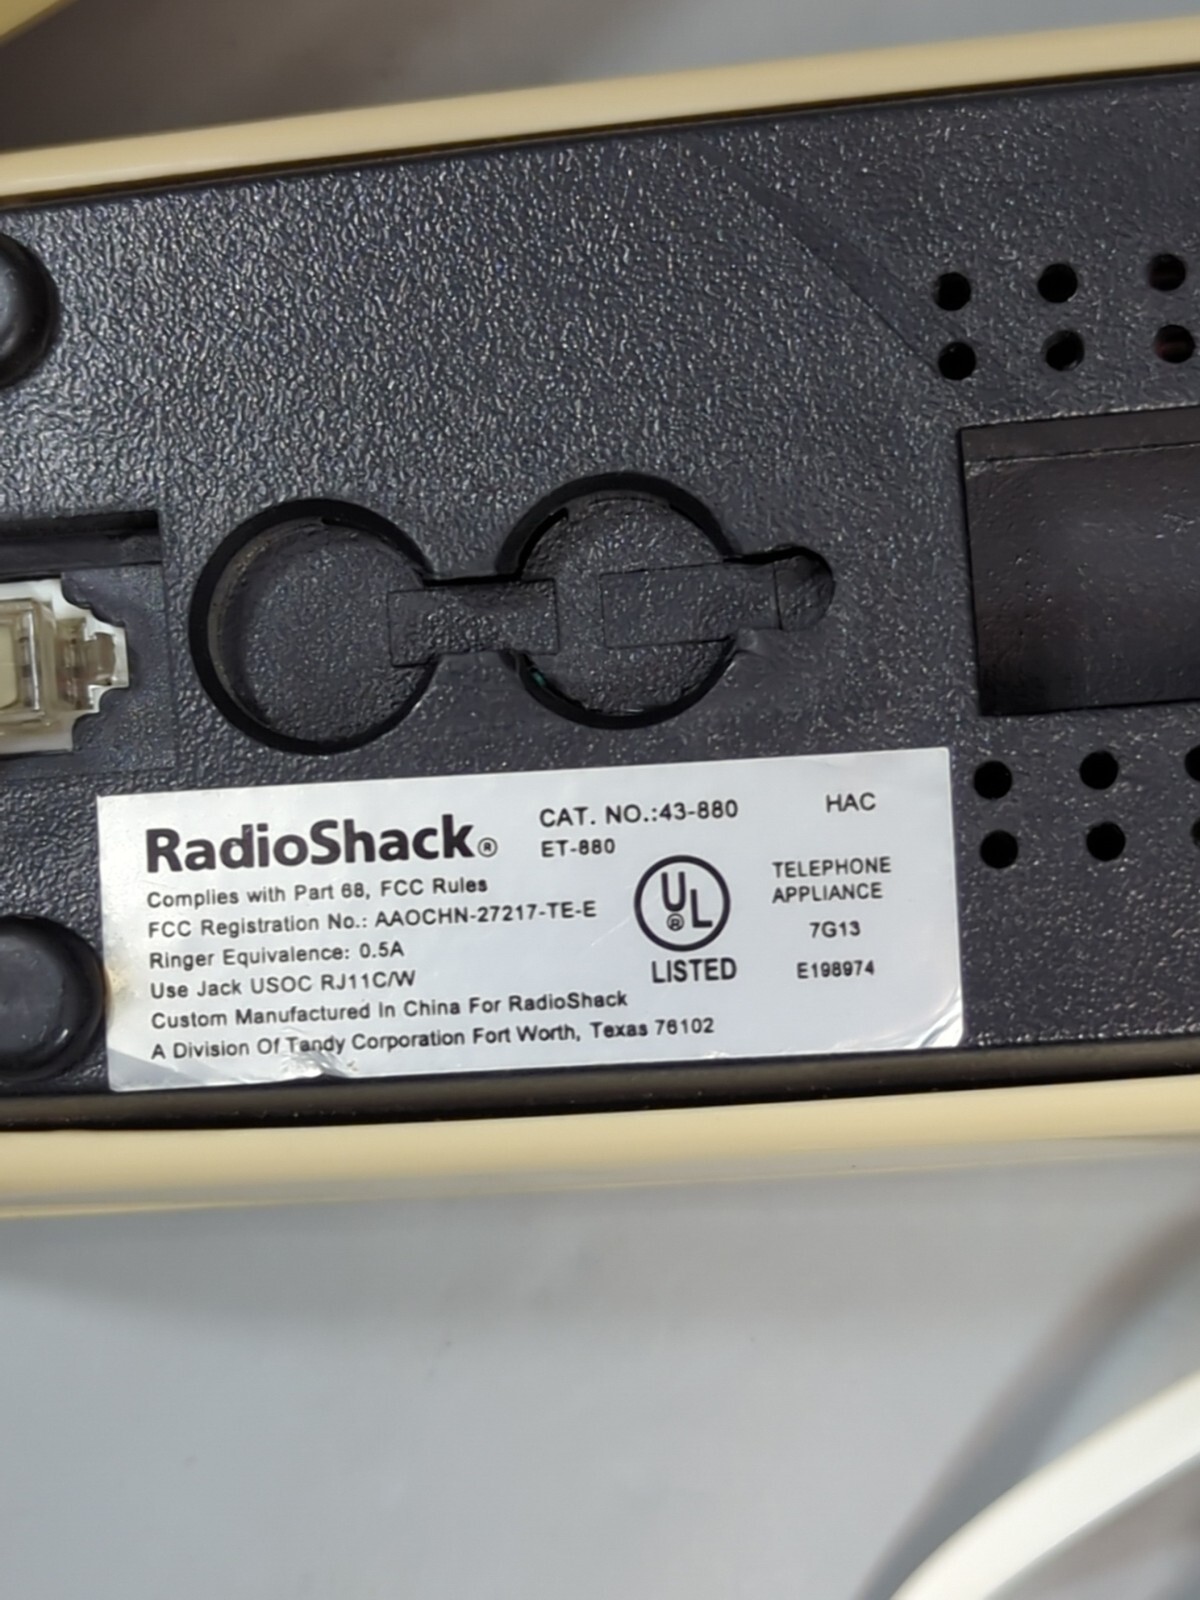 RadioShack®
CAT. NO.:43-880
ET-880
HAC
Complies with Part 68, FCC Rules
FCC Registration No.: AAOCHN-27217-TE-E
Ringer Equivalence: 0.5A
Use Jack USOC RJ11C/W
Custom Manufactured In China For RadioShack
A Division Of Tandy Corporation Fort Worth, Texas 76102
UL®
LISTED
TELEPHONE
APPLIANCE
7G13
E198974